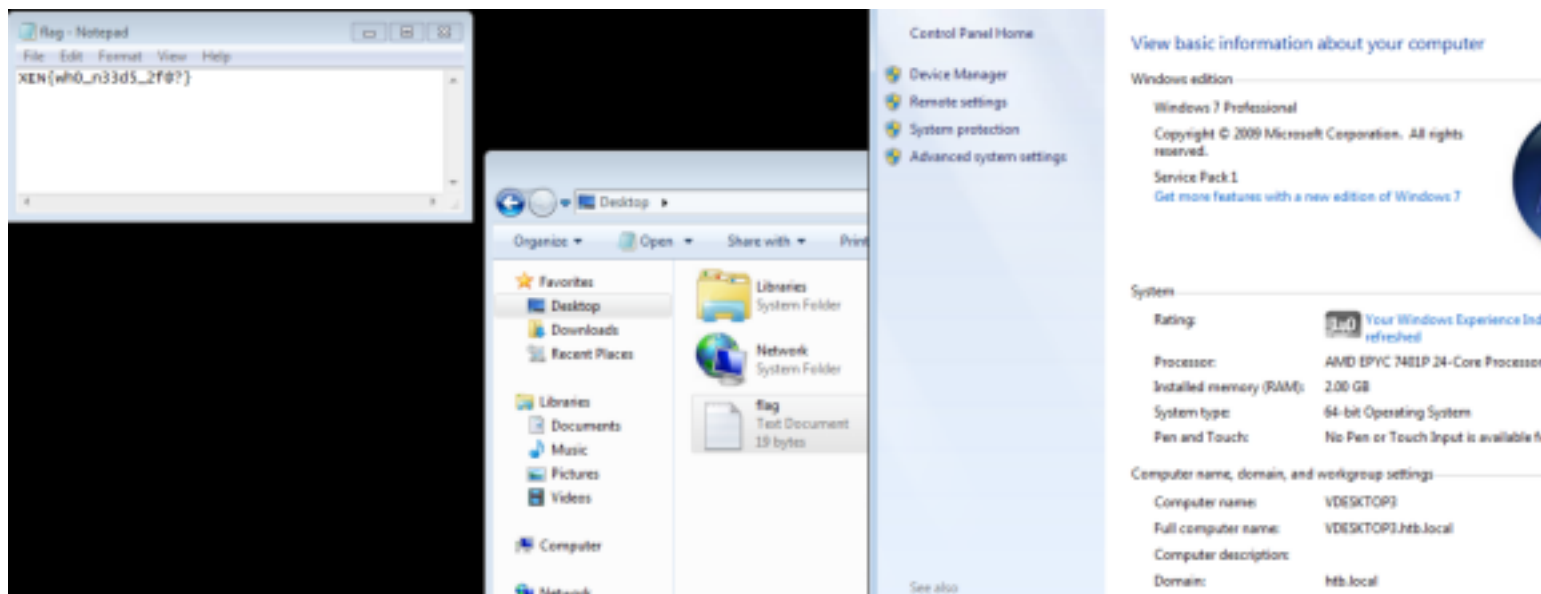 flag - Notepad
File Edit Format View Help
XEN{wh0_n33d5_2f@?}
Desktop
Organize Open Share with Print
Favorites
Desktop
Downloads
Recent Places
Libraries
Documents
Music
Pictures
Videos
Computer
Network
Libraries
System Folder
Network
System Folder
flag
Text Document
19 bytes
Control Panel Home
Device Manager
Remote settings
System protection
Advanced system settings
See also
View basic information about your computer
Windows edition
Windows 7 Professional
Copyright © 2009 Microsoft Corporation. All rights
reserved.
Service Pack 1
Get more features with a new edition of Windows 7
System
Rating: 1.0 Your Windows Experience Ind
refreshed
Processor: AMD EPYC 7401P 24-Core Processor
Installed memory (RAM): 2.00 GB
System type: 64-bit Operating System
Pen and Touch: No Pen or Touch Input is available f
Computer name, domain, and workgroup settings
Computer name: VDESKTOP3
Full computer name: VDESKTOP3.htb.local
Computer description:
Domain: htb.local